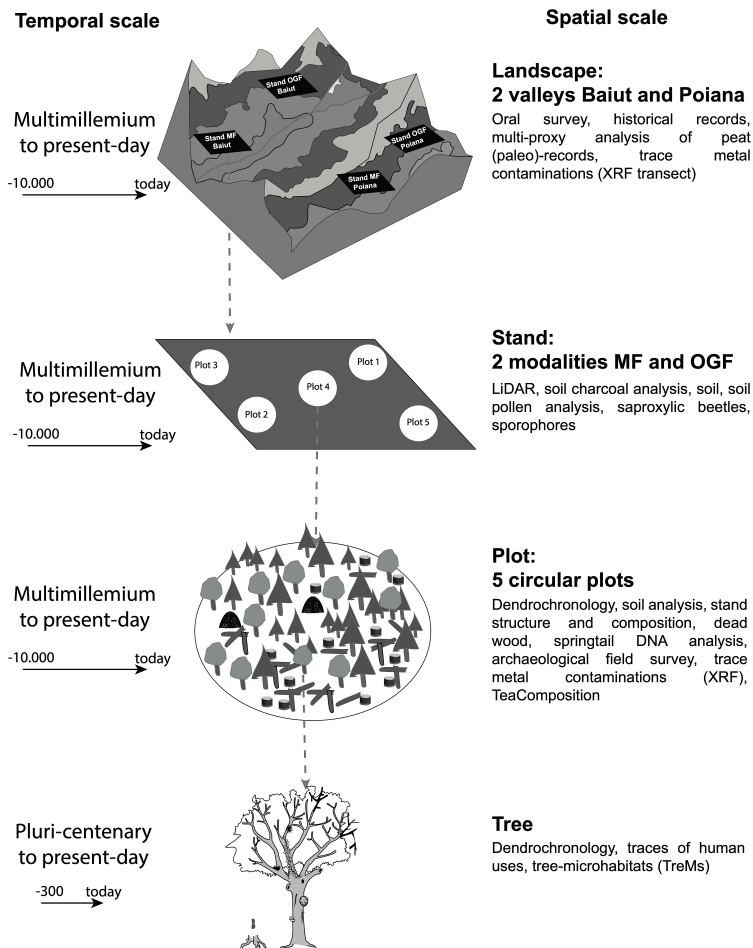 Temporal scale
Spatial scale
Multimillemium
to present-day
-10.000 today
Stand OGF
Baiut
Stand MF
Baiut
Stand OGF
Poiana
Stand MF
Poiana
Landscape:
2 valleys Baiut and Poiana
Oral survey, historical records,
multi-proxy analysis of peat
(paleo)-records, trace metal
contaminations (XRF transect)
Multimillemium
to present-day
-10.000 today
Plot 3
Plot 1
Plot 4
Plot 2
Plot 5
Stand:
2 modalities MF and OGF
LiDAR, soil charcoal analysis, soil, soil
pollen analysis, saproxylic beetles,
sporophores
Multimillemium
to present-day
-10.000 today
Plot:
5 circular plots
Dendrochronology, soil analysis, stand
structure and composition, dead
wood, springtail DNA analysis,
archaeological field survey, trace
metal contaminations (XRF),
TeaComposition
Pluri-centenary
to present-day
-300 today
Tree
Dendrochronology, traces of human
uses, tree-microhabitats (TreMs)